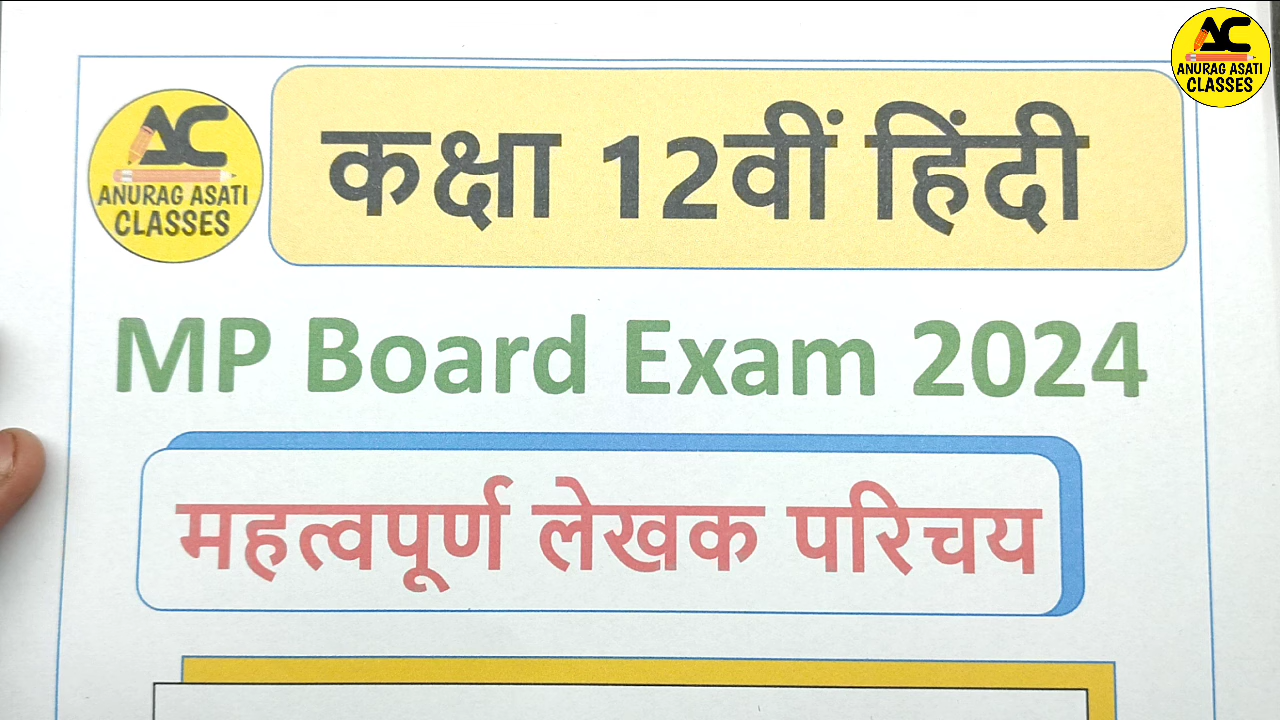 AC
ANURAG ASATI
CLASSES
AC
ANURAG ASATI
CLASSES
कक्षा 12वीं हिंदी
MP Board Exam 2024
महत्वपूर्ण लेखक परिचय